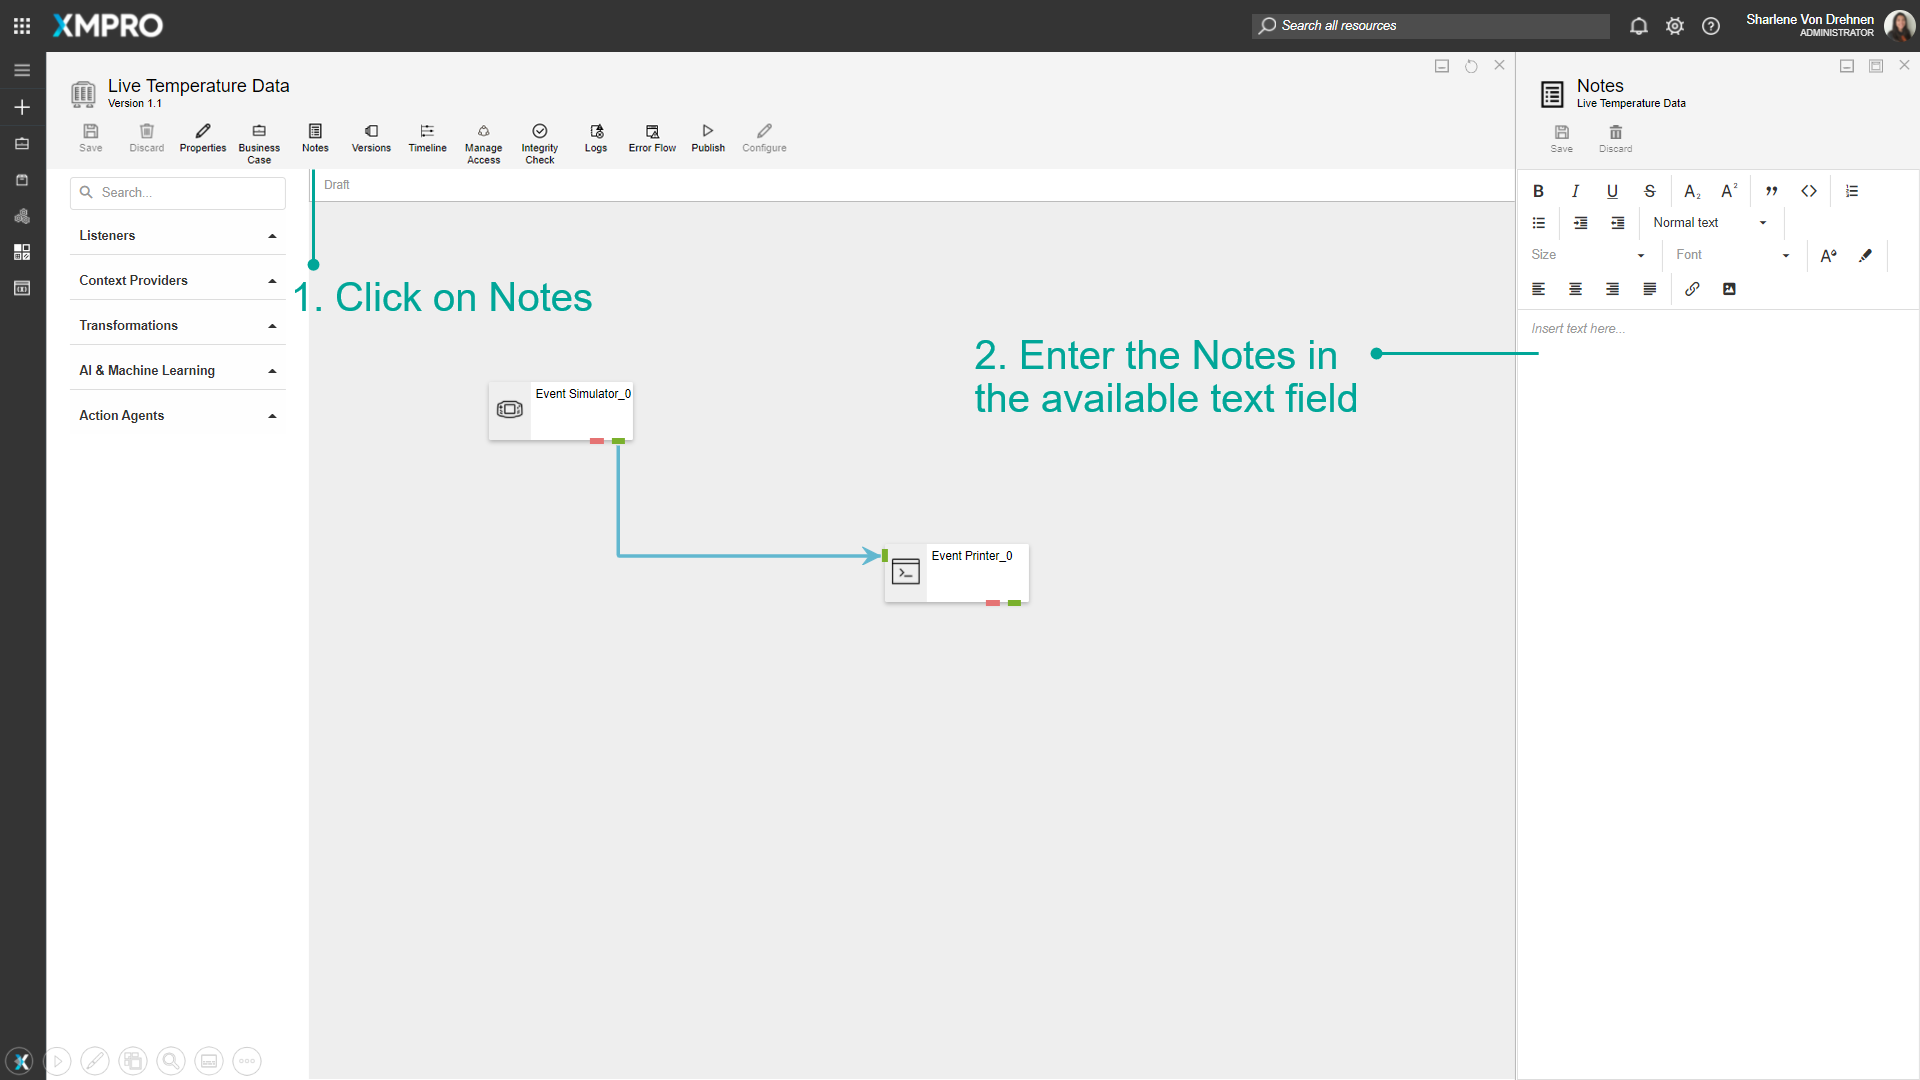 XMPRO
Search all resources
Sharlene Von Drehnen
ADMINISTRATOR
Live Temperature Data
Version 1.1
Save
Discard
Properties
Business
Case
Notes
Versions
Timeline
Manage
Access
Integrity
Check
Logs
Error Flow
Publish
Configure
Notes
Live Temperature Data
Save
Discard
Search...
Listeners
Context Providers
Transformations
AI & Machine Learning
Action Agents
Draft
1. Click on Notes
Event Simulator_0
Event Printer_0
2. Enter the Notes in
the available text field
Normal text
Size
Font
Insert text here...